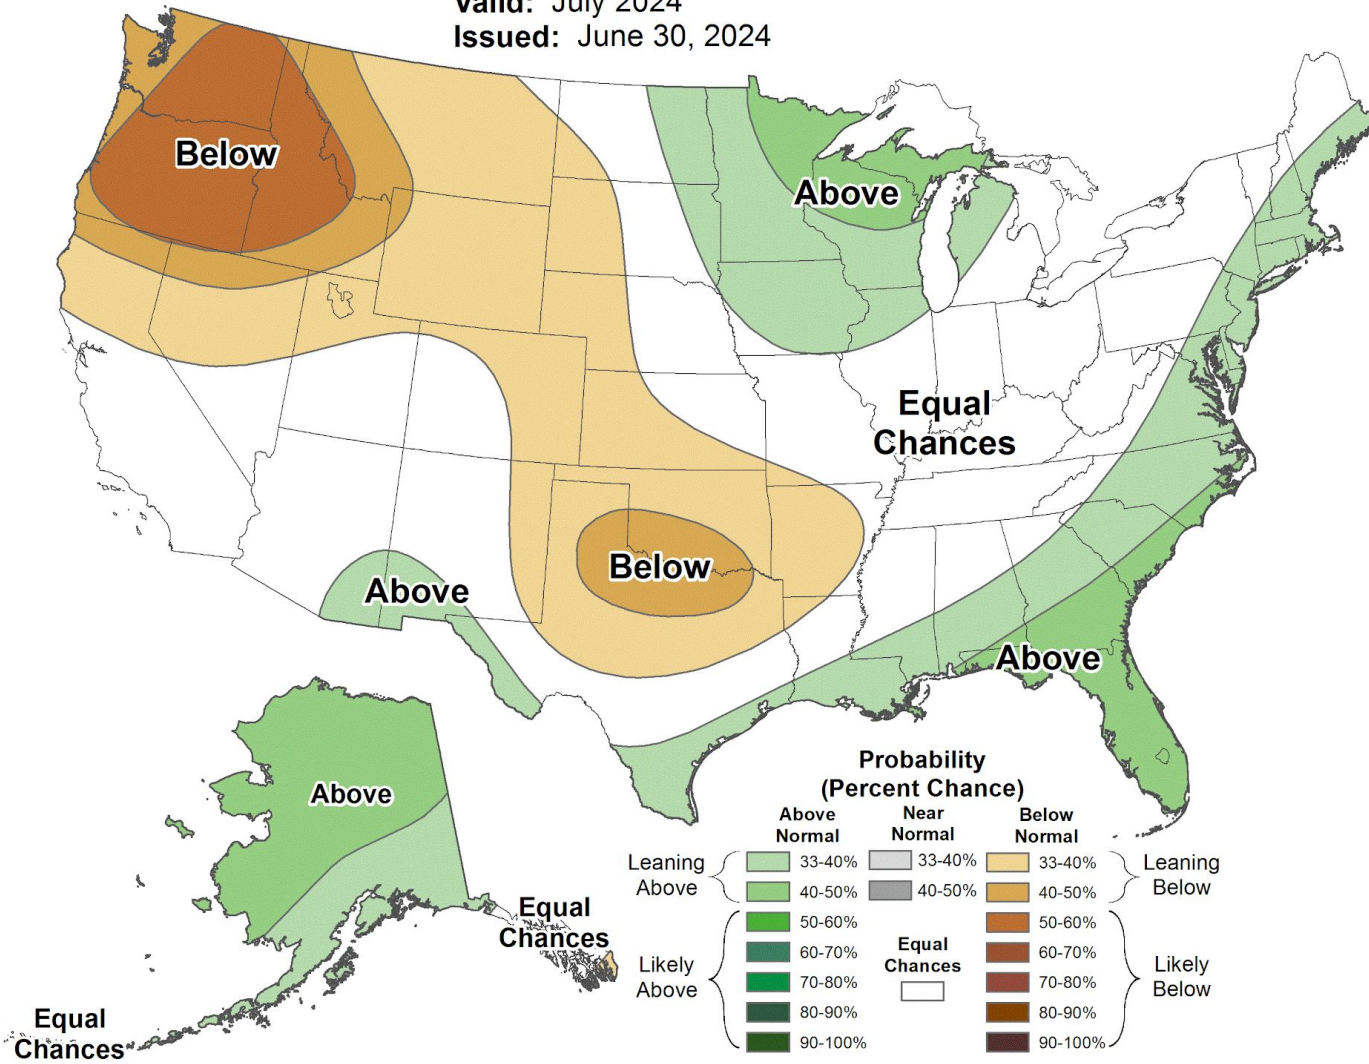 Valid: July 2024
Issued: June 30, 2024
Below
Above
Equal
Chances
Above
Below
Above
Above
Equal
Chances
Equal
Chances
Probability
(Percent Chance)
Above
Normal
Near
Normal
Below
Normal
Leaning
Above
33-40%
33-40%
33-40%
Leaning
Below
40-50%
40-50%
40-50%
Likely
Above
50-60%
50-60%
Likely
Below
60-70%
Equal
Chances
60-70%
70-80%
70-80%
80-90%
80-90%
90-100%
90-100%